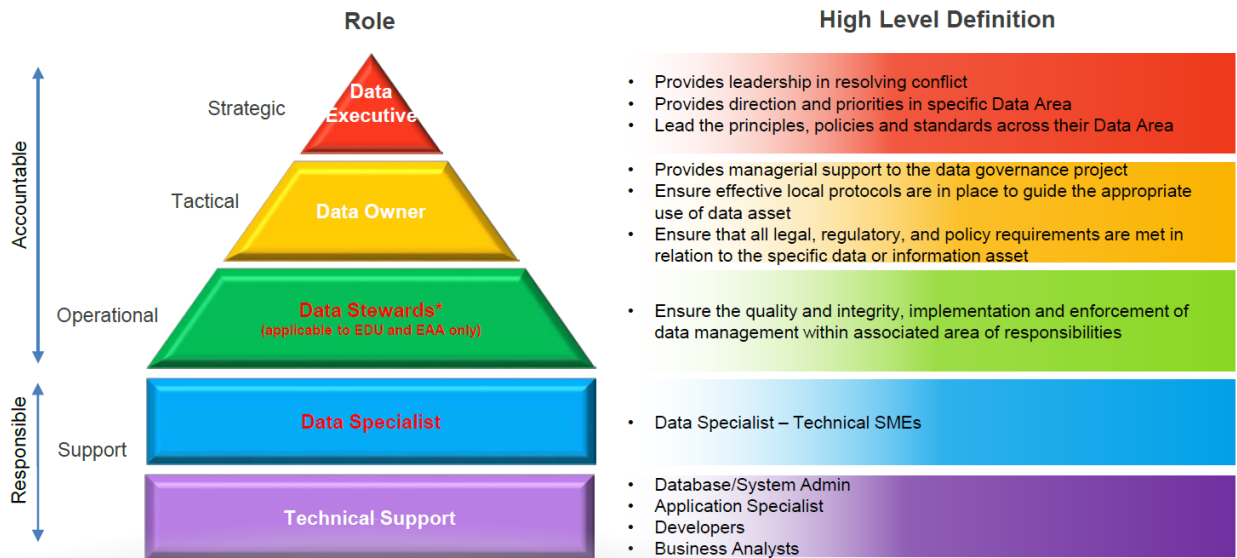 Role
High Level Definition
Accountable
Strategic
Data
Executive
• Provides leadership in resolving conflict
• Provides direction and priorities in specific Data Area
• Lead the principles, policies and standards across their Data Area
Tactical
Data Owner
• Provides managerial support to the data governance project
• Ensure effective local protocols are in place to guide the appropriate
use of data asset
• Ensure that all legal, regulatory, and policy requirements are met in
relation to the specific data or information asset
Operational
Data Stewards*
(applicable to EDU and EAA only)
• Ensure the quality and integrity, implementation and enforcement of
data management within associated area of responsibilities
Responsible
Support
Data Specialist
• Data Specialist – Technical SMEs
Technical Support
• Database/System Admin
• Application Specialist
• Developers
• Business Analysts